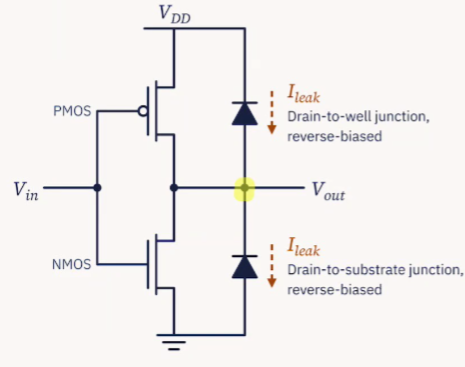 V_DD
PMOS
I_leak
Drain-to-well junction,
reverse-biased
V_in
V_out
NMOS
I_leak
Drain-to-substrate junction,
reverse-biased